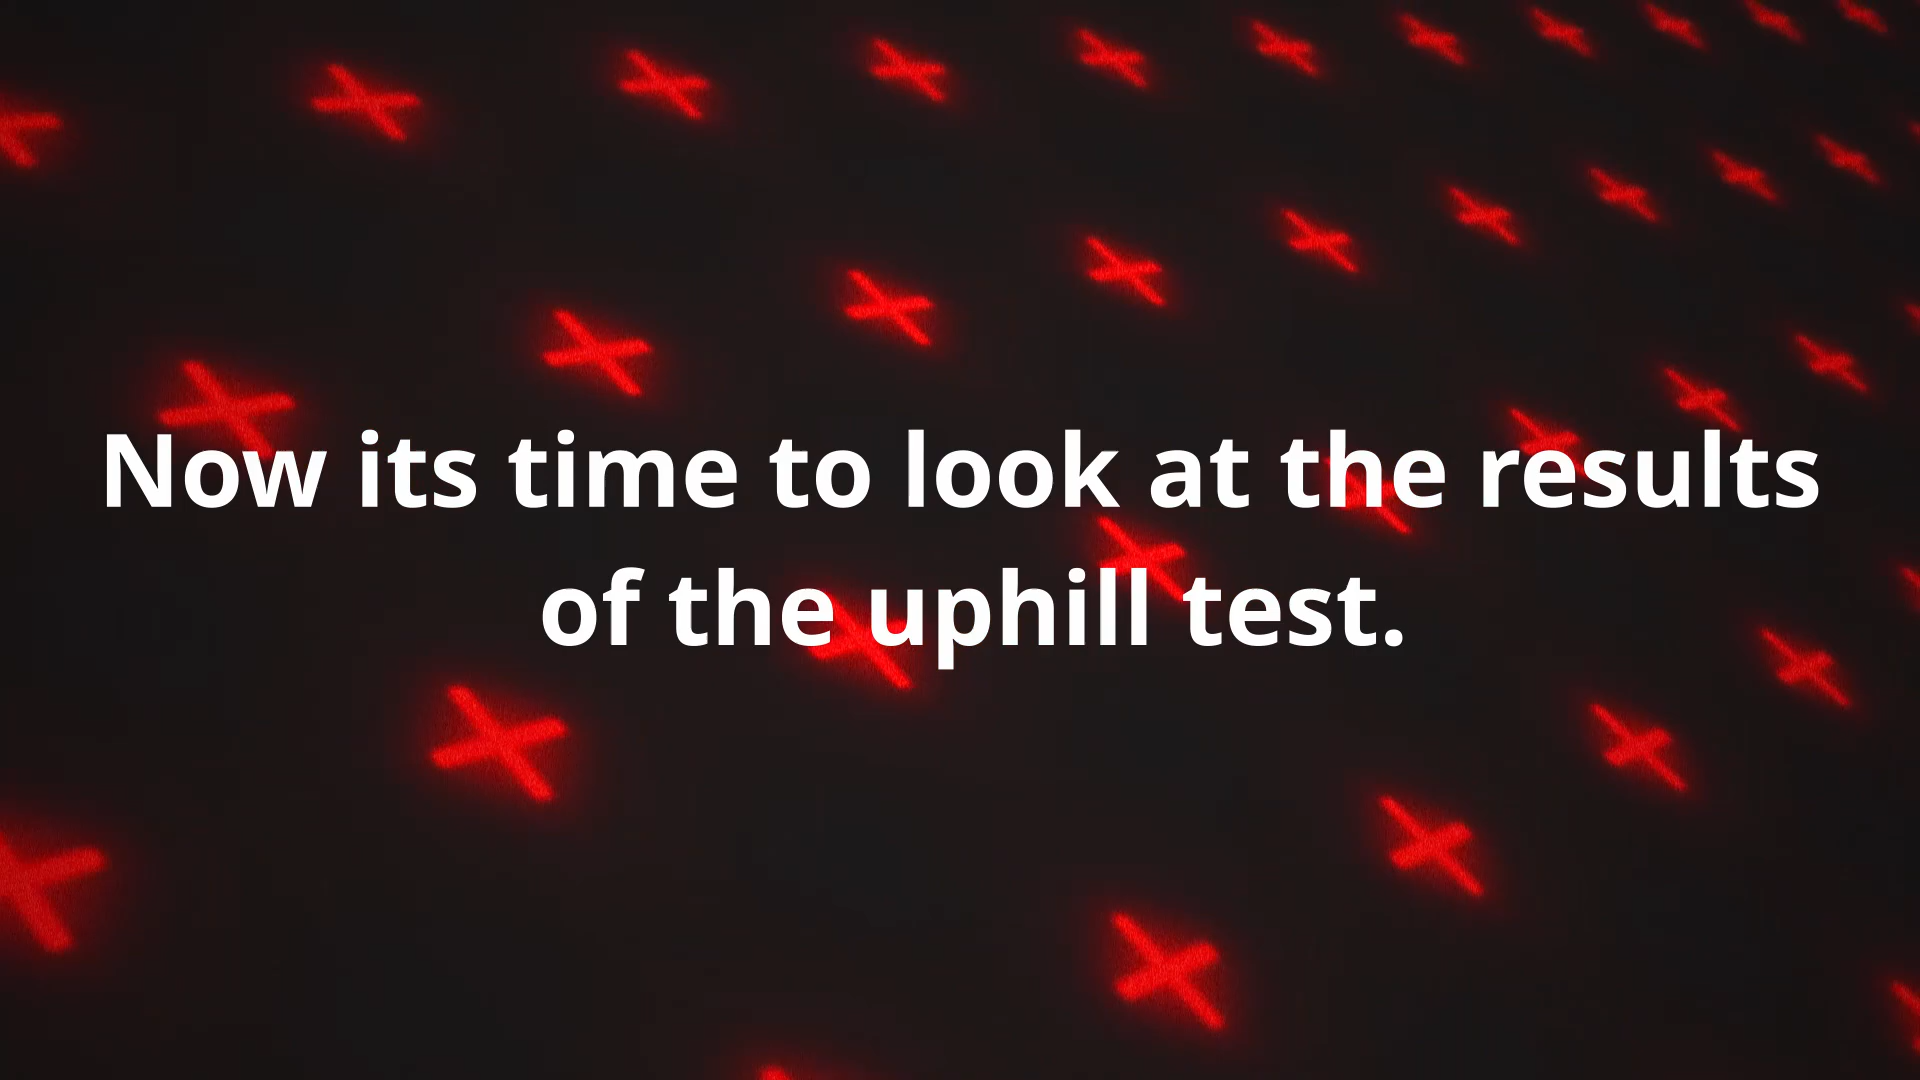 Now its time to look at the results
of the uphill test.